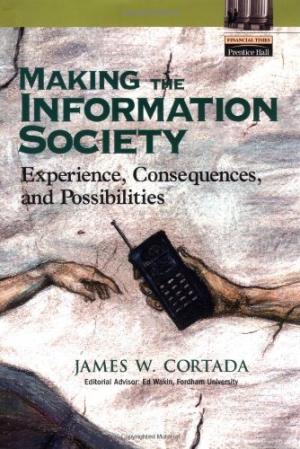 FINANCIAL TIMES
Prentice Hall
MAKING THE
INFORMATION
SOCIETY
Experience, Consequences,
and Possibilities
JAMES W. CORTADA
Editorial Advisor: Ed Wakin, Fordham University